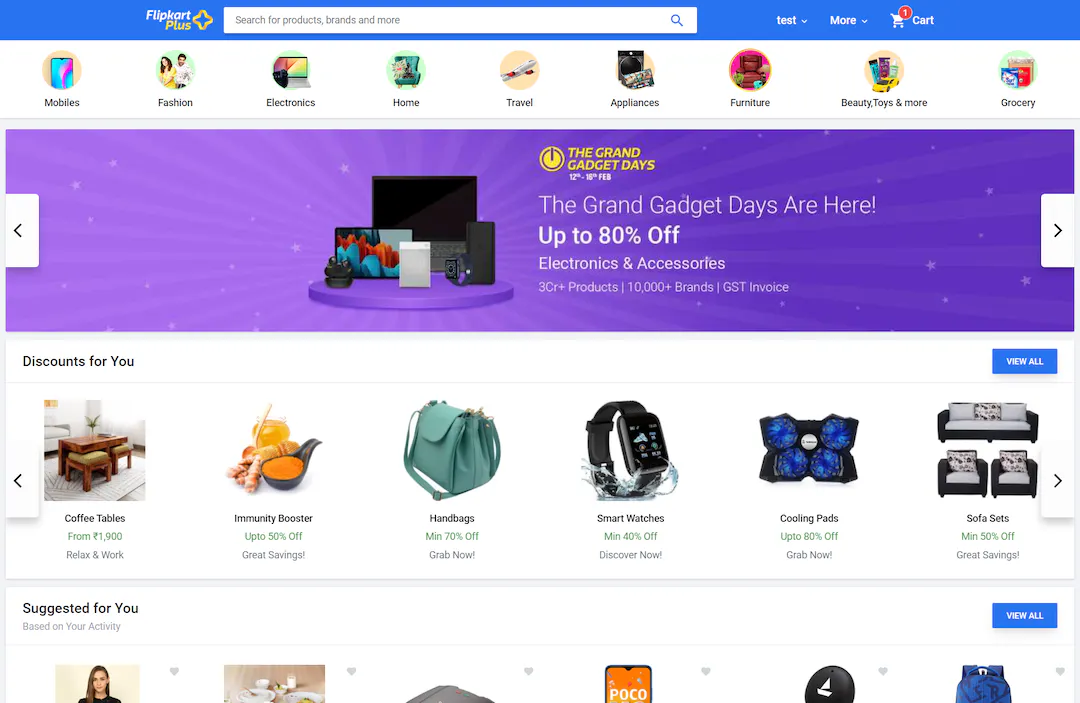 Flipkart
Plus
Search for products, brands and more
test
More
1
Cart
Mobiles
Fashion
Electronics
Home
Travel
Appliances
Furniture
Beauty,Toys & more
Grocery
THE GRAND
GADGET DAYS
12th - 16th FEB
The Grand Gadget Days Are Here!
Up to 80% Off
Electronics & Accessories
3Cr+ Products | 10,000+ Brands | GST Invoice
Discounts for You
VIEW ALL
Coffee Tables
From ₹1,900
Relax & Work
Immunity Booster
Upto 50% Off
Great Savings!
Handbags
Min 70% Off
Grab Now!
Smart Watches
Min 40% Off
Discover Now!
Cooling Pads
Upto 80% Off
Grab Now!
Sofa Sets
Min 50% Off
Great Savings!
Suggested for You
Based on Your Activity
VIEW ALL
POCO